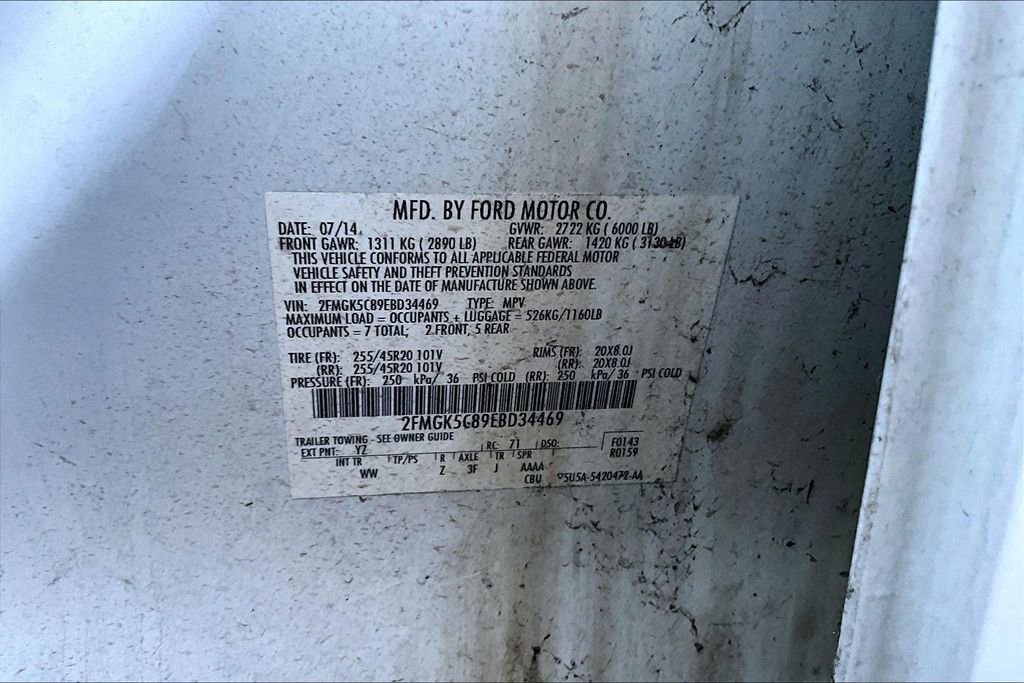 MFD. BY FORD MOTOR CO.
DATE: 07/14 GVWR: 2722 KG ( 6000 LB)
FRONT GAWR: 1311 KG ( 2890 LB) REAR GAWR: 1420 KG ( 3130 LB)
THIS VEHICLE CONFORMS TO ALL APPLICABLE FEDERAL MOTOR
VEHICLE SAFETY AND THEFT PREVENTION STANDARDS
IN EFFECT ON THE DATE OF MANUFACTURE SHOWN ABOVE.
VIN: 2FMGK5C89EBD34469 TYPE: MPV
MAXIMUM LOAD = OCCUPANTS + LUGGAGE = 526KG/1160LB
OCCUPANTS = 7 TOTAL, 2 FRONT, 5 REAR
TIRE (FR): 255/45R20 101V RIMS (FR): 20X8.0J
(RR): 255/45R20 101V (RR): 20X8.0J
PRESSURE (FR): 250 kPa/ 36 PSI COLD (RR): 250 kPa/ 36 PSI COLD
2FMGK5C89EBD34469
TRAILER TOWING - SEE OWNER GUIDE
EXT PNT: YZ RC: 71 DSO: F0143
R0159
INT TR TP/PS R AXLE TR SPR
WW Z 3F J AAAA
CBU 5U5A-5420472-AA